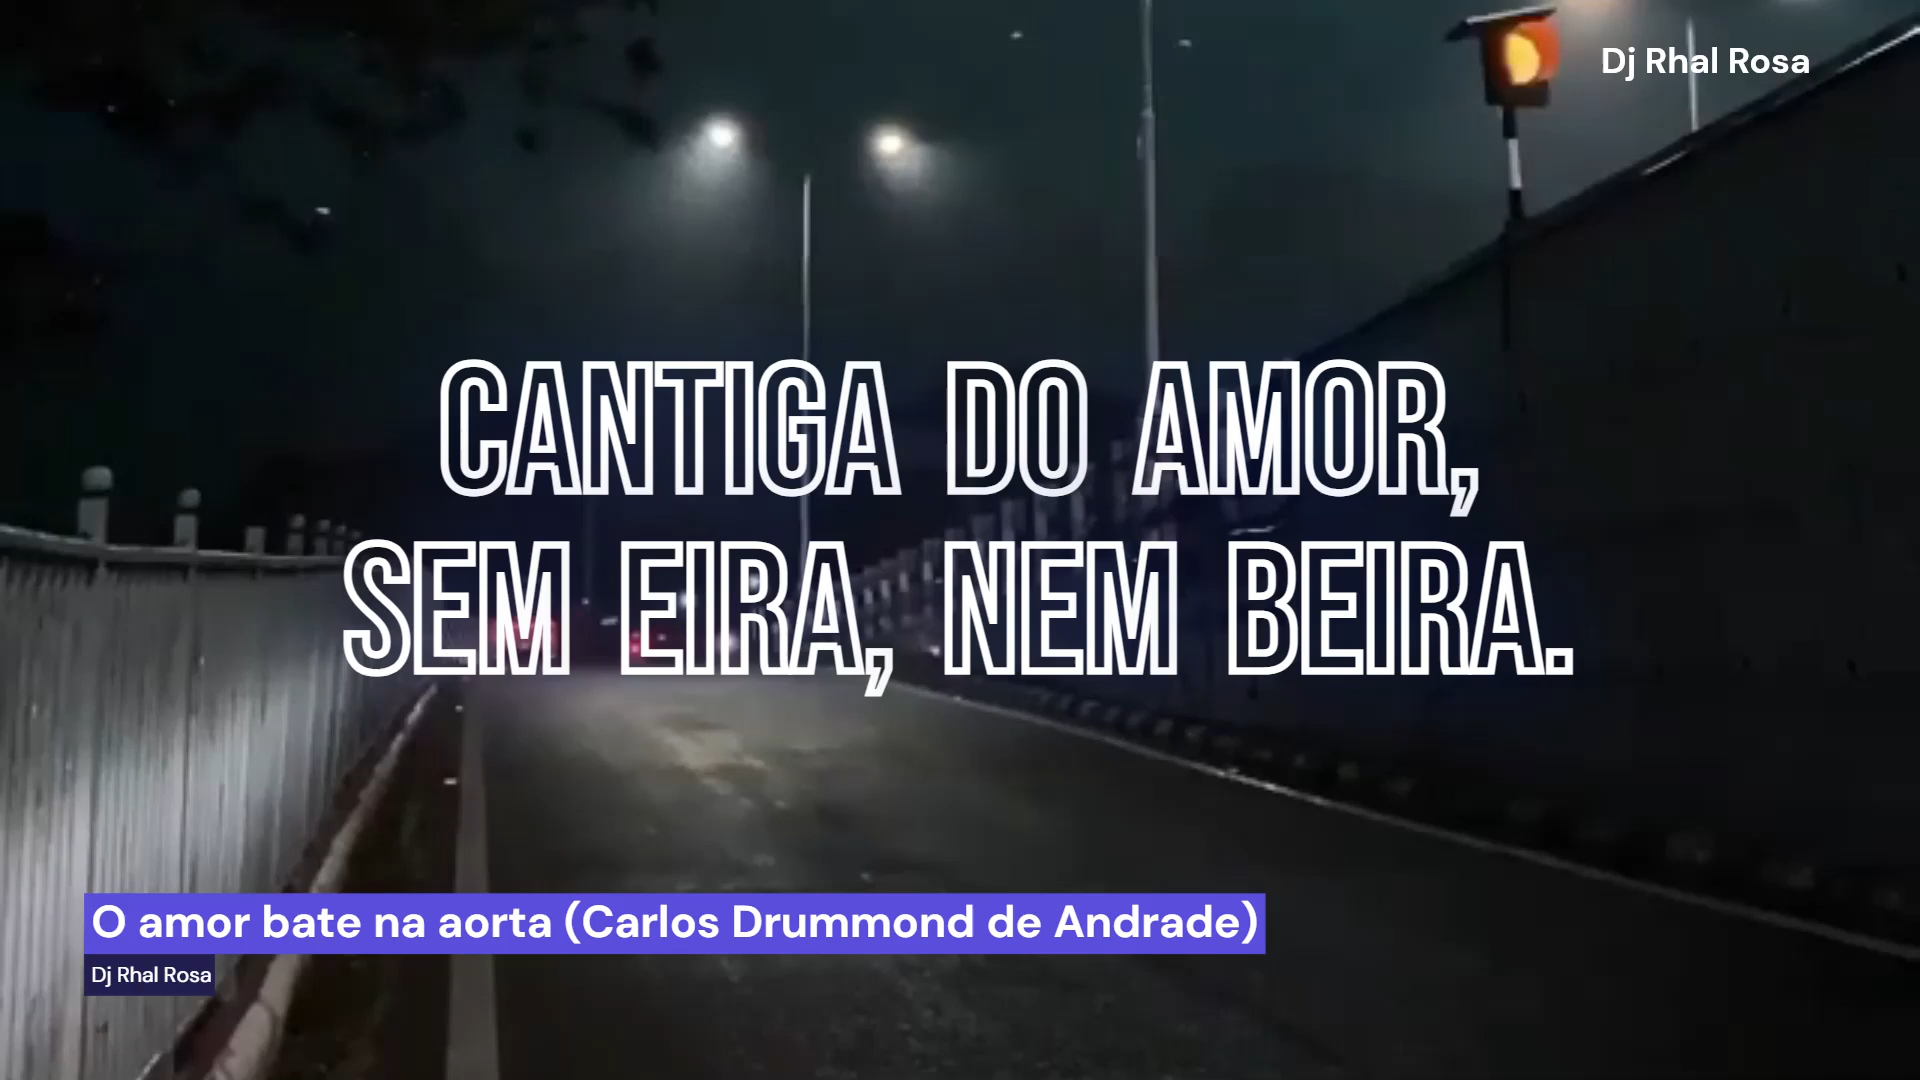 Dj Rhal Rosa
CANTIGA DO AMOR,
SEM EIRA, NEM BEIRA.
O amor bate na aorta (Carlos Drummond de Andrade)
Dj Rhal Rosa